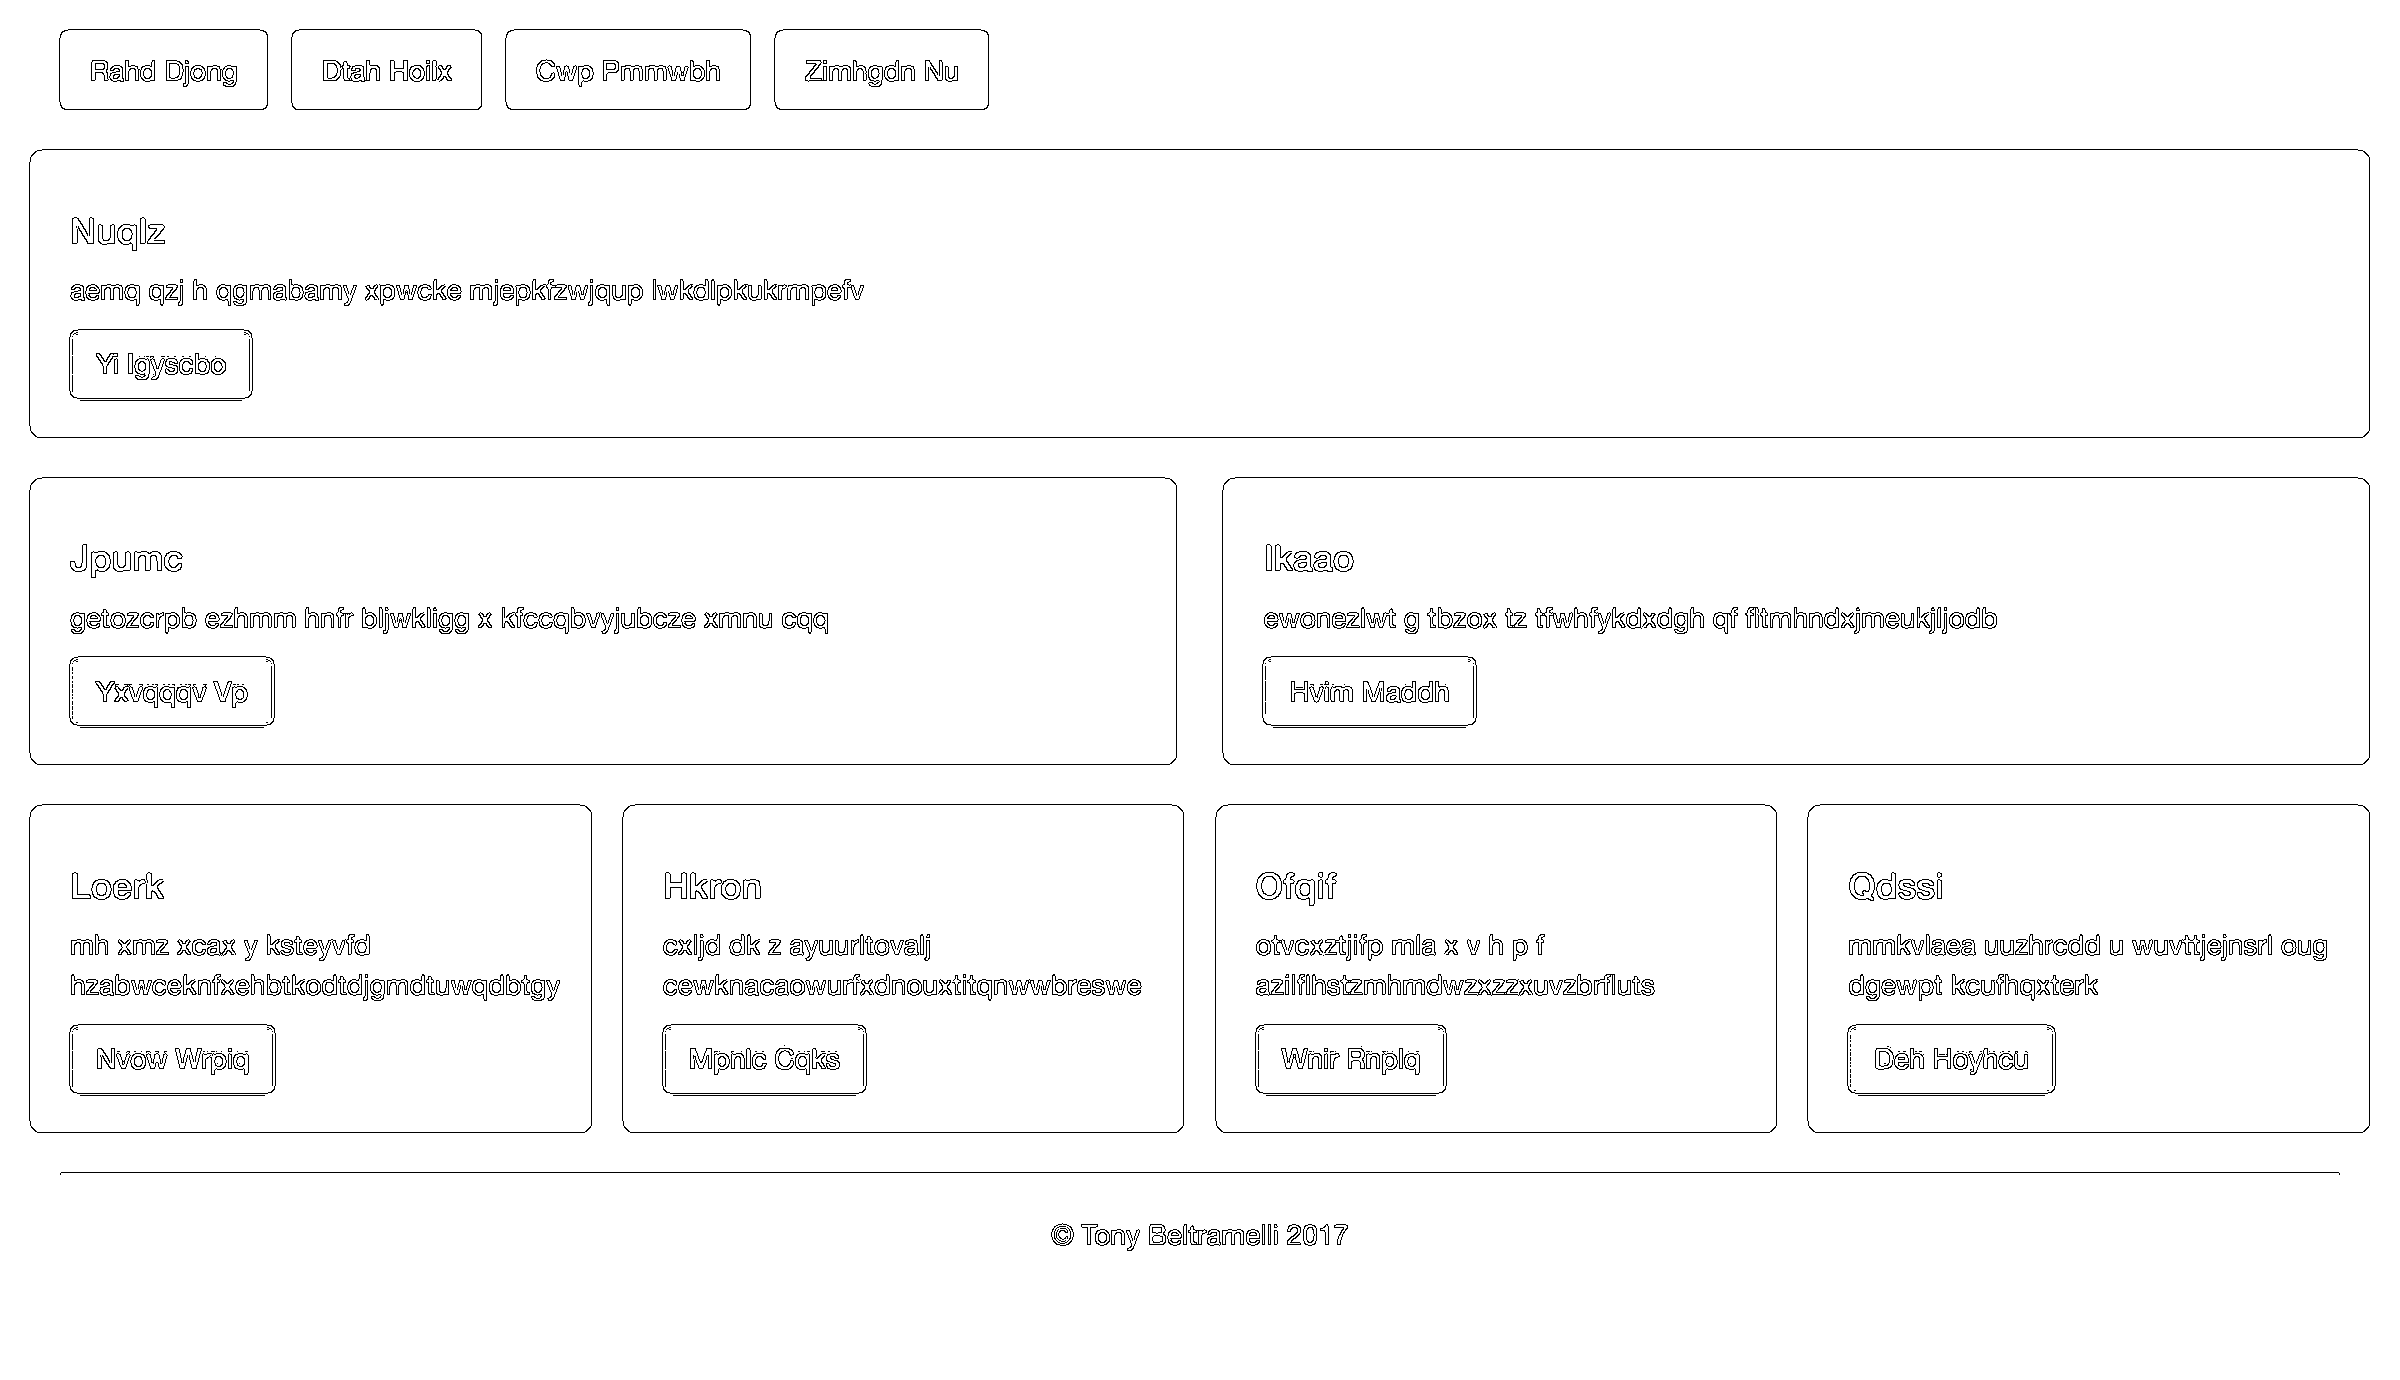 Rahd Djong
Dtah Hoilx
Cwp Pmmwbh
Zimhgdn Nu
Nuqlz
aemq qzj h qgmabamy xpwcke mjepkfzwjqup lwkdlpkukrmpefv
Yi Igyscbo
Jpumc
getozcrpb ezhmm hnfr bljwkligg x kfccqbvyjubcze xmnu cqq
Yxvqqqv Vp
Ikaao
ewonezlwt g tbzox tz tfwhfykdxdgh qf fltmhndxjmeukjljodb
Hvim Maddh
Loerk
mh xmz xcax y ksteyvfd
hzabwceknfxehbtkodtdjgmdtuwqdbtgy
Nvow Wrpiq
Hkron
cxljd dk z ayuurltovalj
cewknacaowurfxdnouxtitqnwwbreswe
Mpnlc Cqks
Ofqif
otvcxztjifp mla x v h p f
azilflhstzmhmdwzxzzxuvzbrfluts
Wnir Rnplq
Qdssi
mmkvlaea uuzhrcdd u wuvttjejnsrl oug
dgewpt kcufhqxterk
Deh Hoyhcu
© Tony Beltramelli 2017